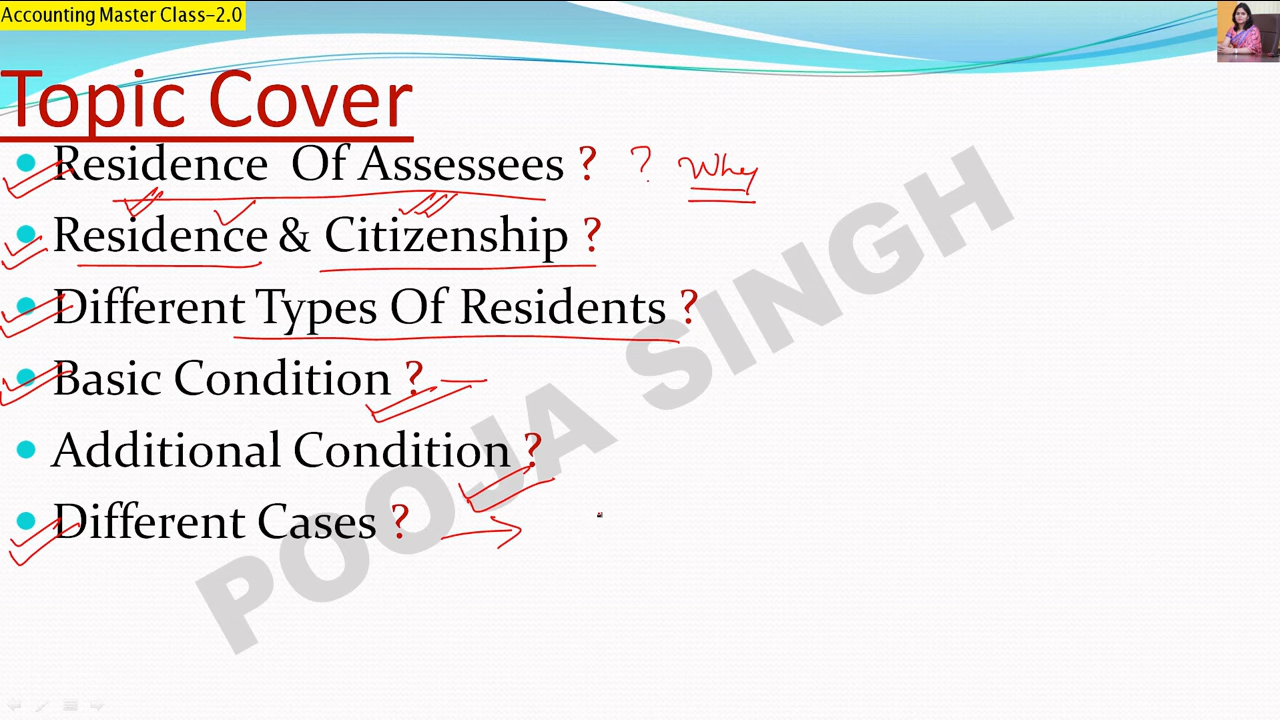 Accounting Master Class-2.0
Topic Cover
• Residence Of Assessees ? ? Why
• Residence & Citizenship ?
• Different Types Of Residents ?
• Basic Condition ?
• Additional Condition ?
• Different Cases ?
POOJA SINGH